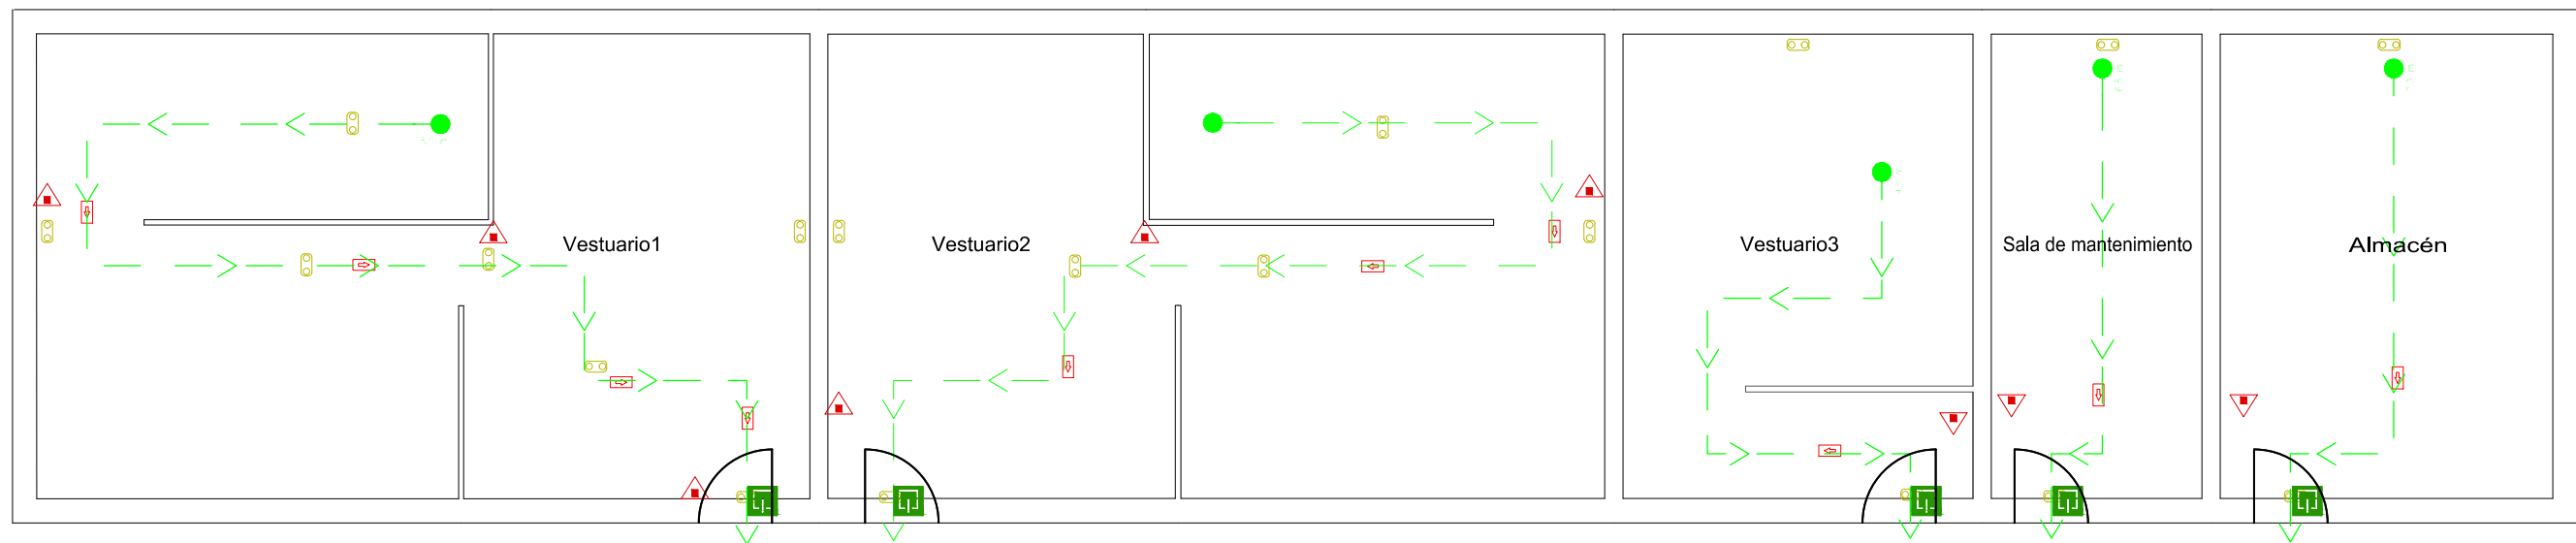 Vestuario1
Vestuario2
Vestuario3
Sala de mantenimiento
Almacén